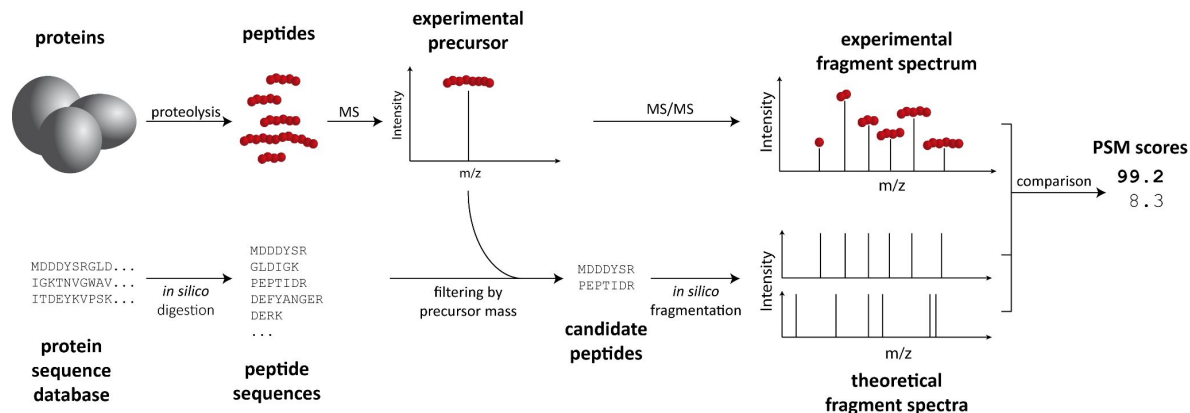 proteins
proteolysis
peptides
MS
experimental
precursor
Intensity
m/z
MS/MS
experimental
fragment spectrum
Intensity
m/z
comparison
PSM scores
99.2
8.3
MDDDYSRGLD...
IGKTNVGWAV...
ITDEYKVPSK...
protein
sequence
database
in silico
digestion
MDDDYSR
GLDIGK
PEPTIDR
DEFYANGER
DERK
...
peptide
sequences
filtering by
precursor mass
MDDDYSR
PEPTIDR
candidate
peptides
in silico
fragmentation
Intensity
m/z
theoretical
fragment spectra